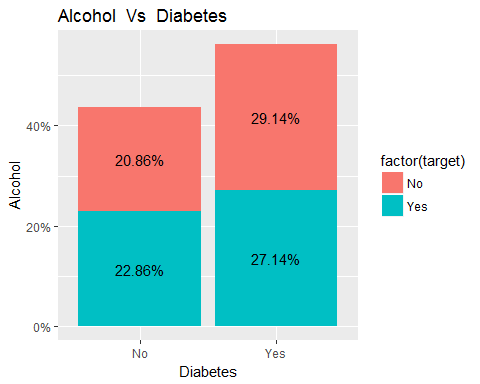 Alcohol Vs Diabetes
Alcohol
40%
20%
0%
20.86%
29.14%
22.86%
27.14%
No
Yes
Diabetes
factor(target)
No
Yes